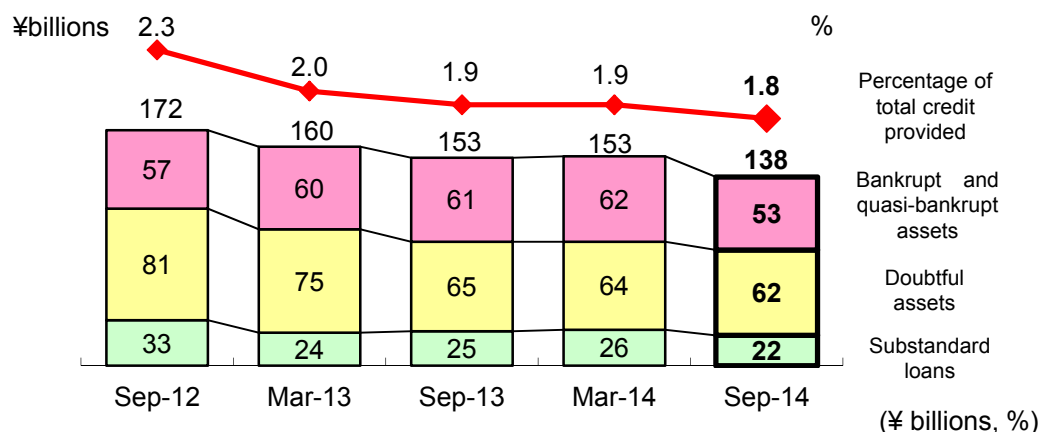 ¥billions
%
2.3
2.0
1.9
1.9
1.8
Percentage of
total credit
provided
172
160
153
153
138
57
60
61
62
53
Bankrupt and
quasi-bankrupt
assets
81
75
65
64
62
Doubtful
assets
33
24
25
26
22
Substandard
loans
Sep-12
Mar-13
Sep-13
Mar-14
Sep-14
(¥ billions, %)